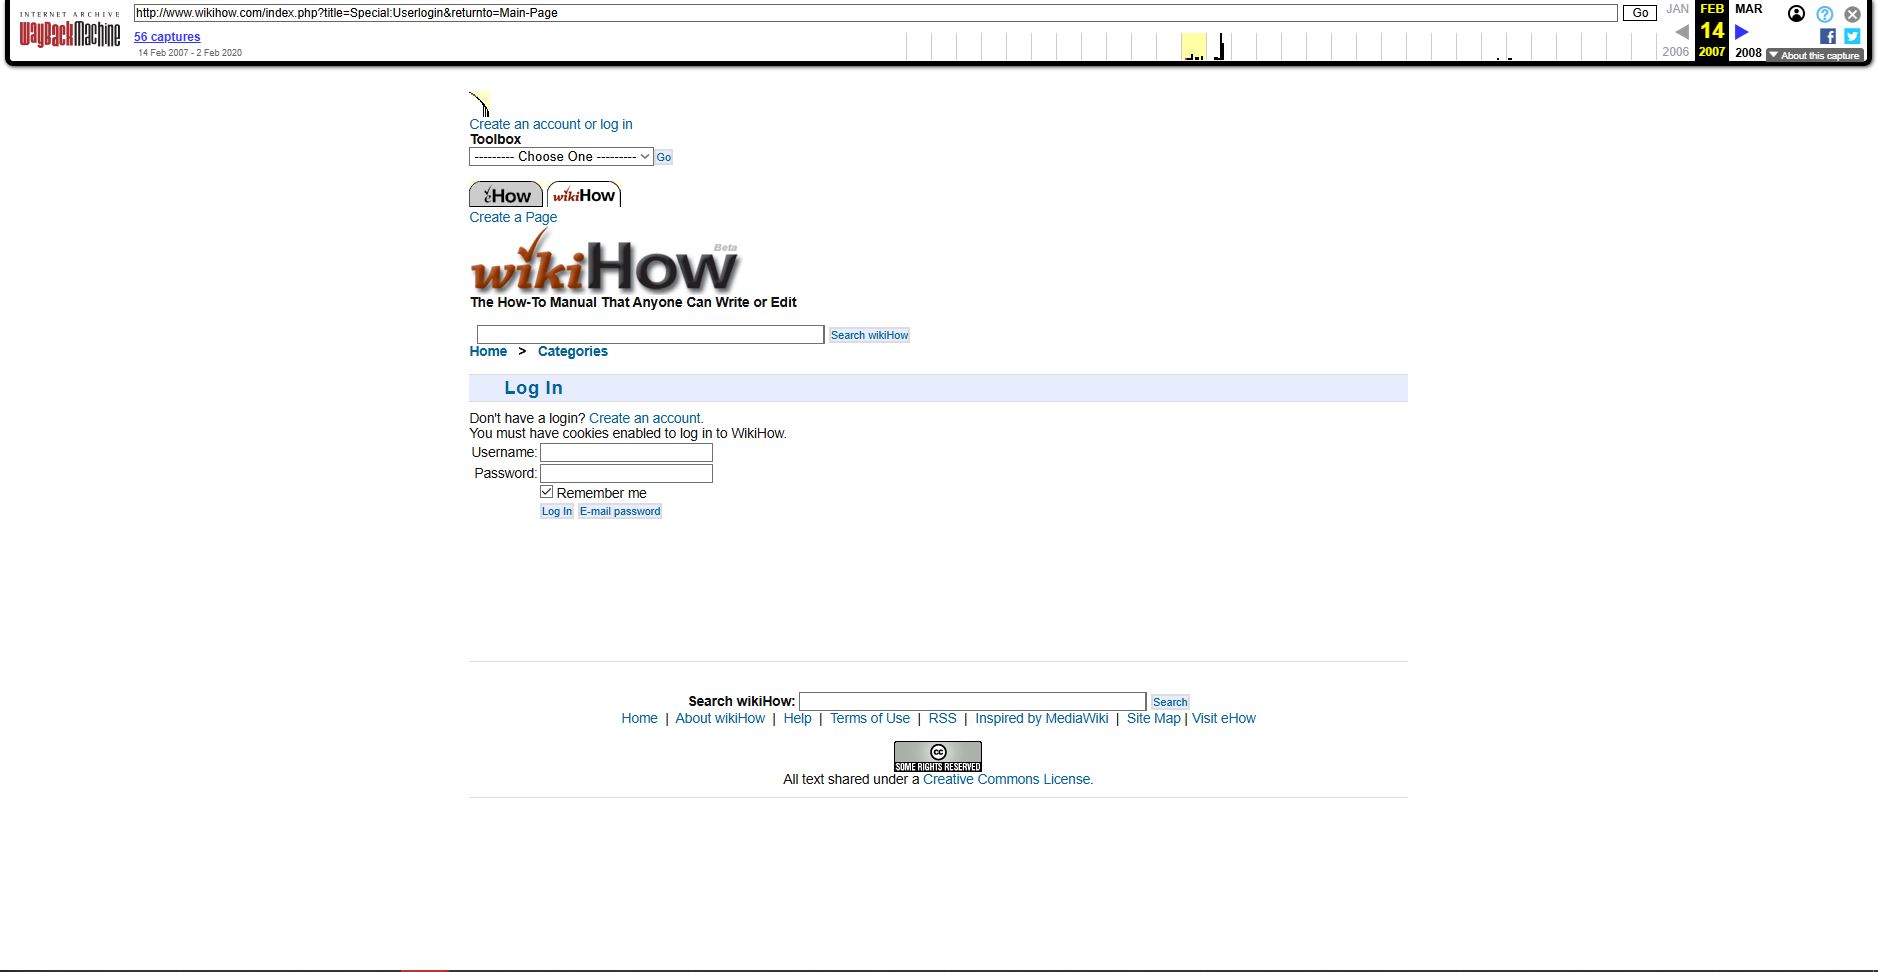 INTERNET ARCHIVE
WayBackMachine
http://www.wikihow.com/index.php?title=Special:Userlogin&returnto=Main-Page
Go
56 captures
14 Feb 2007 - 2 Feb 2020
JAN FEB MAR
14
2006 2007 2008
About this capture
Create an account or log in
Toolbox
--------- Choose One --------- Go
eHow wikiHow
Create a Page
wikiHow Beta
The How-To Manual That Anyone Can Write or Edit
Search wikiHow
Home > Categories
Log In
Don't have a login? Create an account.
You must have cookies enabled to log in to WikiHow.
Username:
Password:
Remember me
Log In E-mail password
Search wikiHow: Search
Home | About wikiHow | Help | Terms of Use | RSS | Inspired by MediaWiki | Site Map | Visit eHow
cc
SOME RIGHTS RESERVED
All text shared under a Creative Commons License.